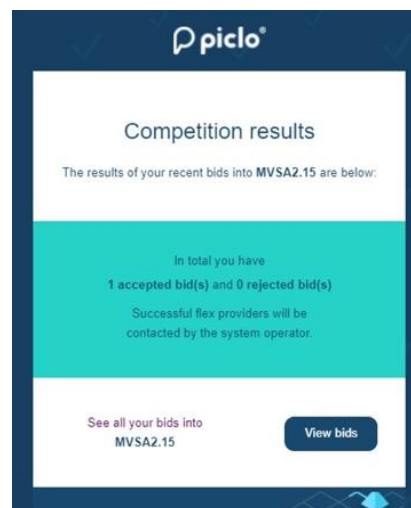 piclo®
Competition results
The results of your recent bids into MVSA2.15 are below:
In total you have
1 accepted bid(s) and 0 rejected bid(s)
Successful flex providers will be
contacted by the system operator.
See all your bids into
MVSA2.15
View bids